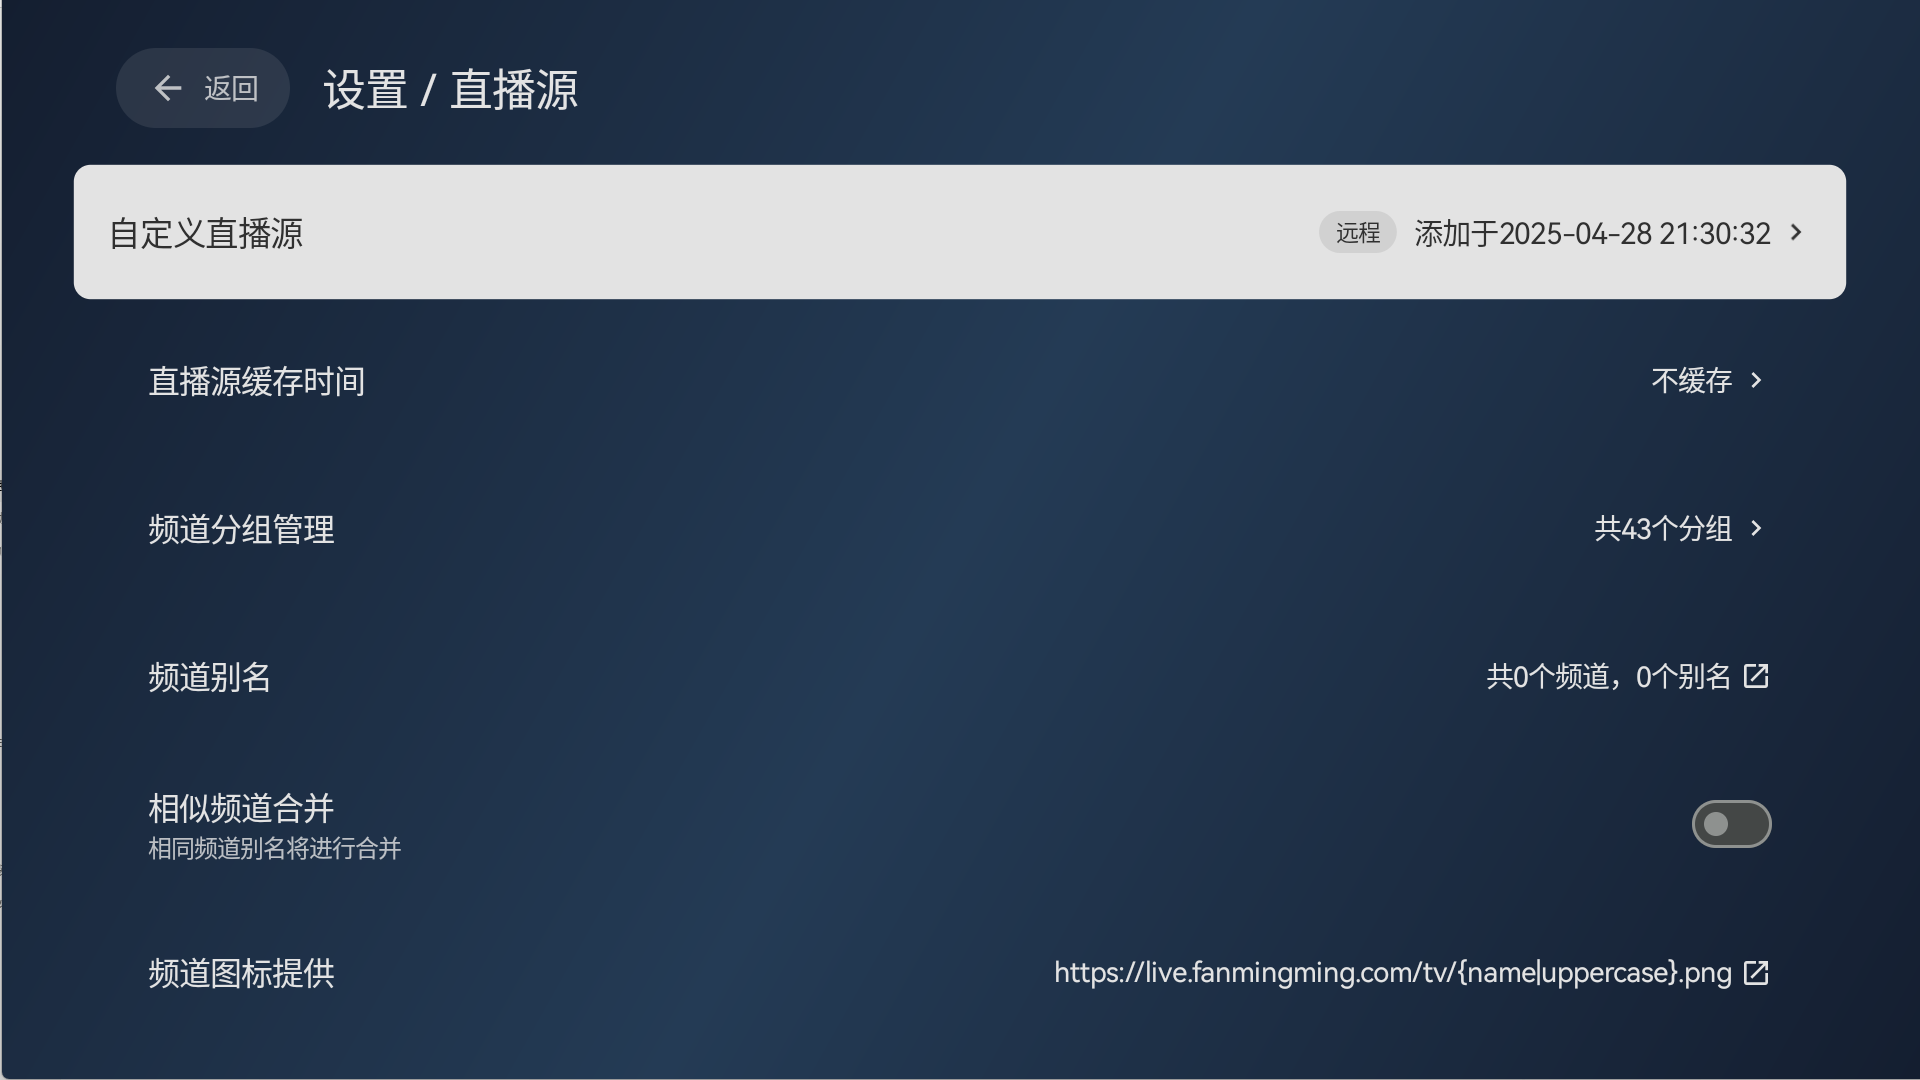 返回
设置 / 直播源
自定义直播源
远程 添加于2025-04-28 21:30:32
直播源缓存时间
不缓存
频道分组管理
共43个分组
频道别名
共0个频道，0个别名
相似频道合并
相同频道别名将进行合并
频道图标提供
https://live.fanmingming.com/tv/{name|uppercase}.png